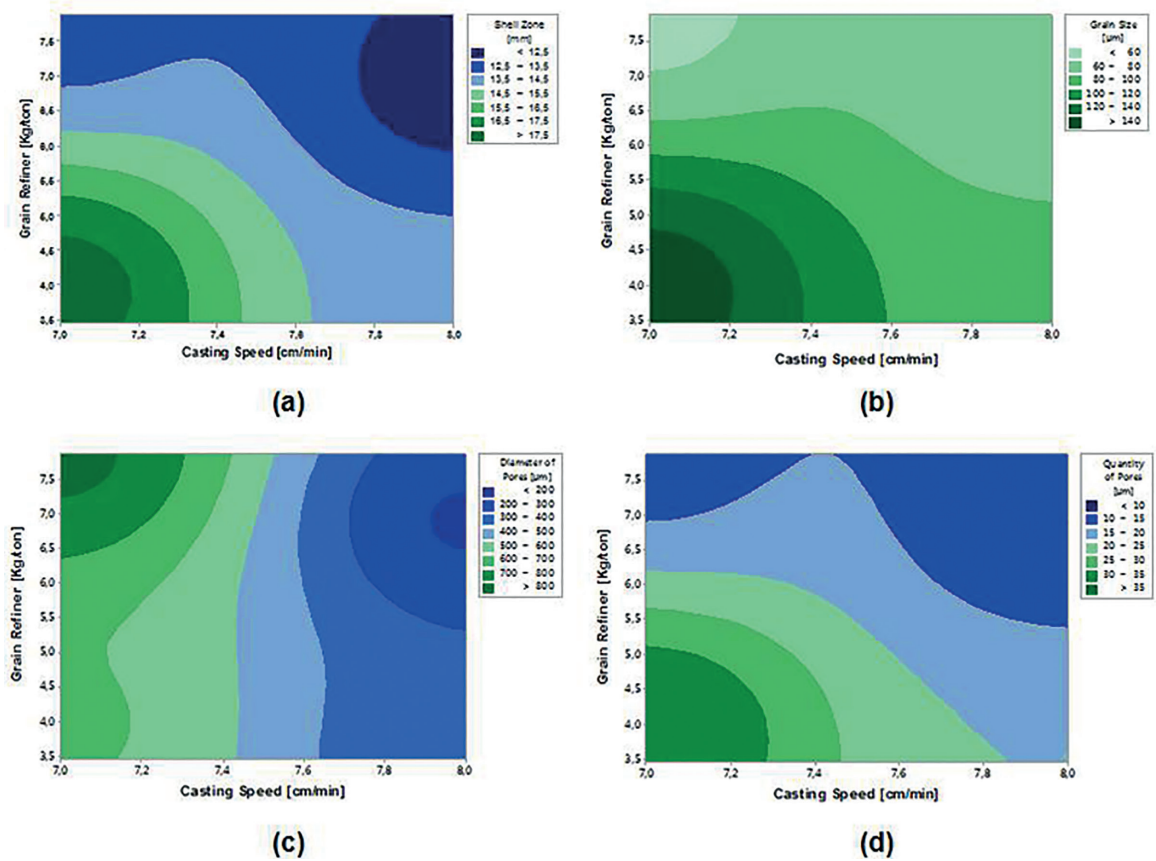 Shell Zone
[mm]
< 12,5
12,5 – 13,5
13,5 – 14,5
14,5 – 15,5
15,5 – 16,5
16,5 – 17,5
> 17,5
Grain Refiner [Kg/ton]
7,5
7,0
6,5
6,0
5,5
6,0
4,5
4,0
3,5
7,0
7,2
7,4
7,6
7,8
8,0
Casting Speed [cm/min]
(a)
Grain Size
[µm]
< 60
60 – 80
80 – 100
100 – 120
120 – 140
> 140
Grain Refiner [Kg/ton]
7,5
7,0
6,5
6,0
5,5
5,0
4,5
4,0
3,5
7,0
7,2
7,4
7,6
7,8
8,0
Casting Speed [cm/min]
(b)
Diameter of
Pores [µm]
< 200
200 – 300
300 – 400
400 – 500
500 – 600
600 – 700
700 – 800
> 800
Grain Refiner [Kg/ton]
7,5
7,0
6,5
6,0
5,5
5,0
4,5
4,0
3,5
7,0
7,2
7,4
7,6
7,8
8,0
Casting Speed [cm/min]
(c)
Quantity
of Pores
[µm]
< 10
10 – 15
15 – 20
20 – 25
25 – 30
30 – 35
> 35
Grain Refiner [Kg/ton]
7,5
7,0
6,5
6,0
5,5
5,0
4,5
4,0
3,5
7,0
7,2
7,4
7,6
7,8
8,0
Casting Speed [cm/min]
(d)